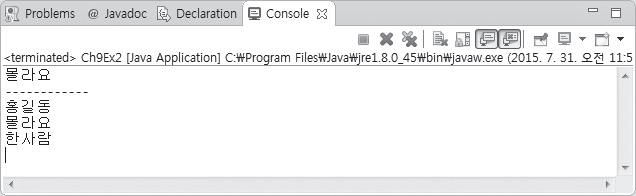 Problems @ Javadoc Declaration Console
<terminated> Ch9Ex2 [Java Application] C:₩Program Files₩Java₩jre1.8.0_45₩bin₩javaw.exe (2015. 7. 31. 오전 11:5
몰라요
------------
홍길동
몰라요
한사람